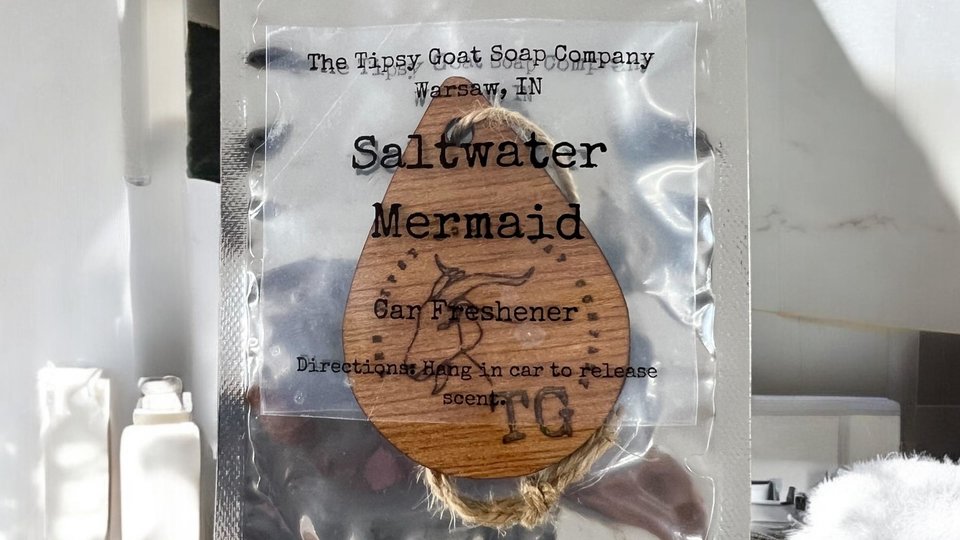 The Tipsy Goat Soap Company
Warsaw, IN
Saltwater
Mermaid
Car Freshener
Directions: Hang in car to release
scent.
TG